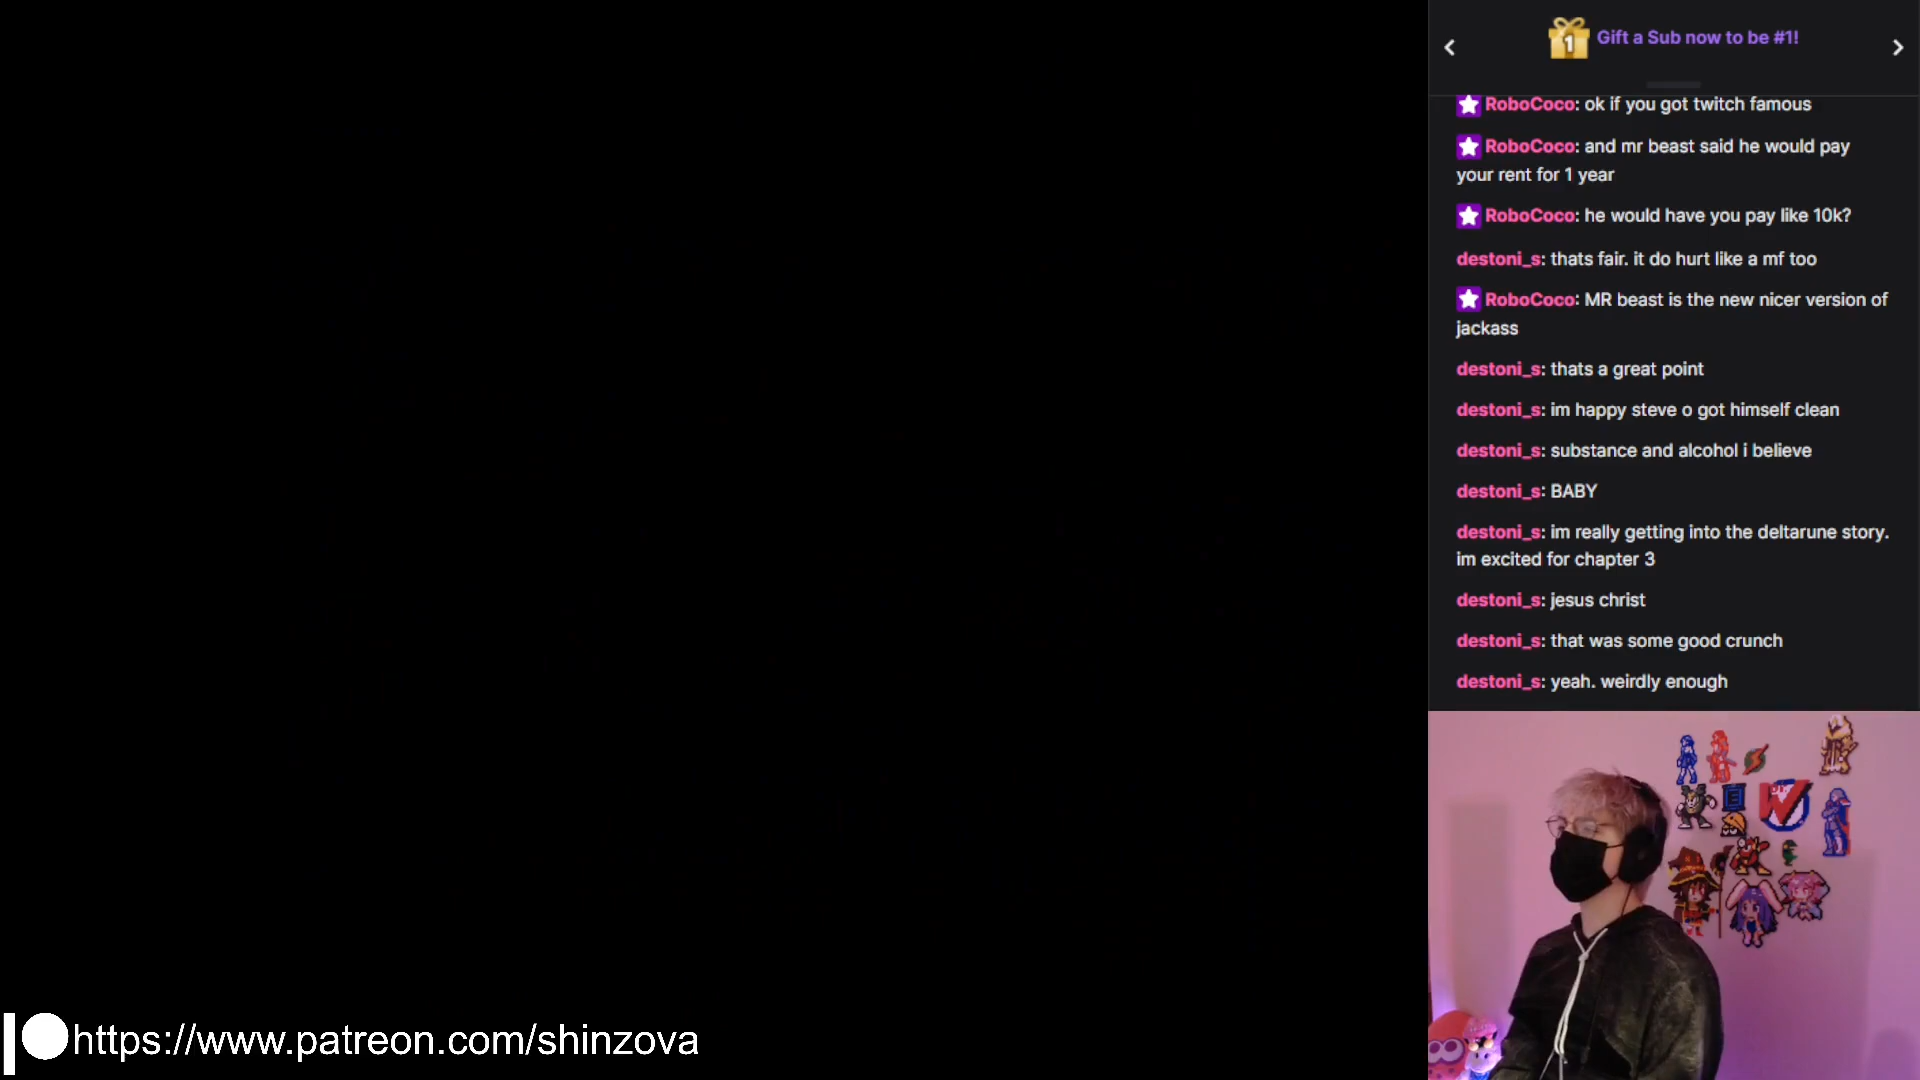 1 Gift a Sub now to be #1!
RoboCoco: ok if you got twitch famous
RoboCoco: and mr beast said he would pay
your rent for 1 year
RoboCoco: he would have you pay like 10k?
destoni_s: thats fair. it do hurt like a mf too
RoboCoco: MR beast is the new nicer version of
jackass
destoni_s: thats a great point
destoni_s: im happy steve o got himself clean
destoni_s: substance and alcohol i believe
destoni_s: BABY
destoni_s: im really getting into the deltarune story.
im excited for chapter 3
destoni_s: jesus christ
destoni_s: that was some good crunch
destoni_s: yeah. weirdly enough
https://www.patreon.com/shinzova